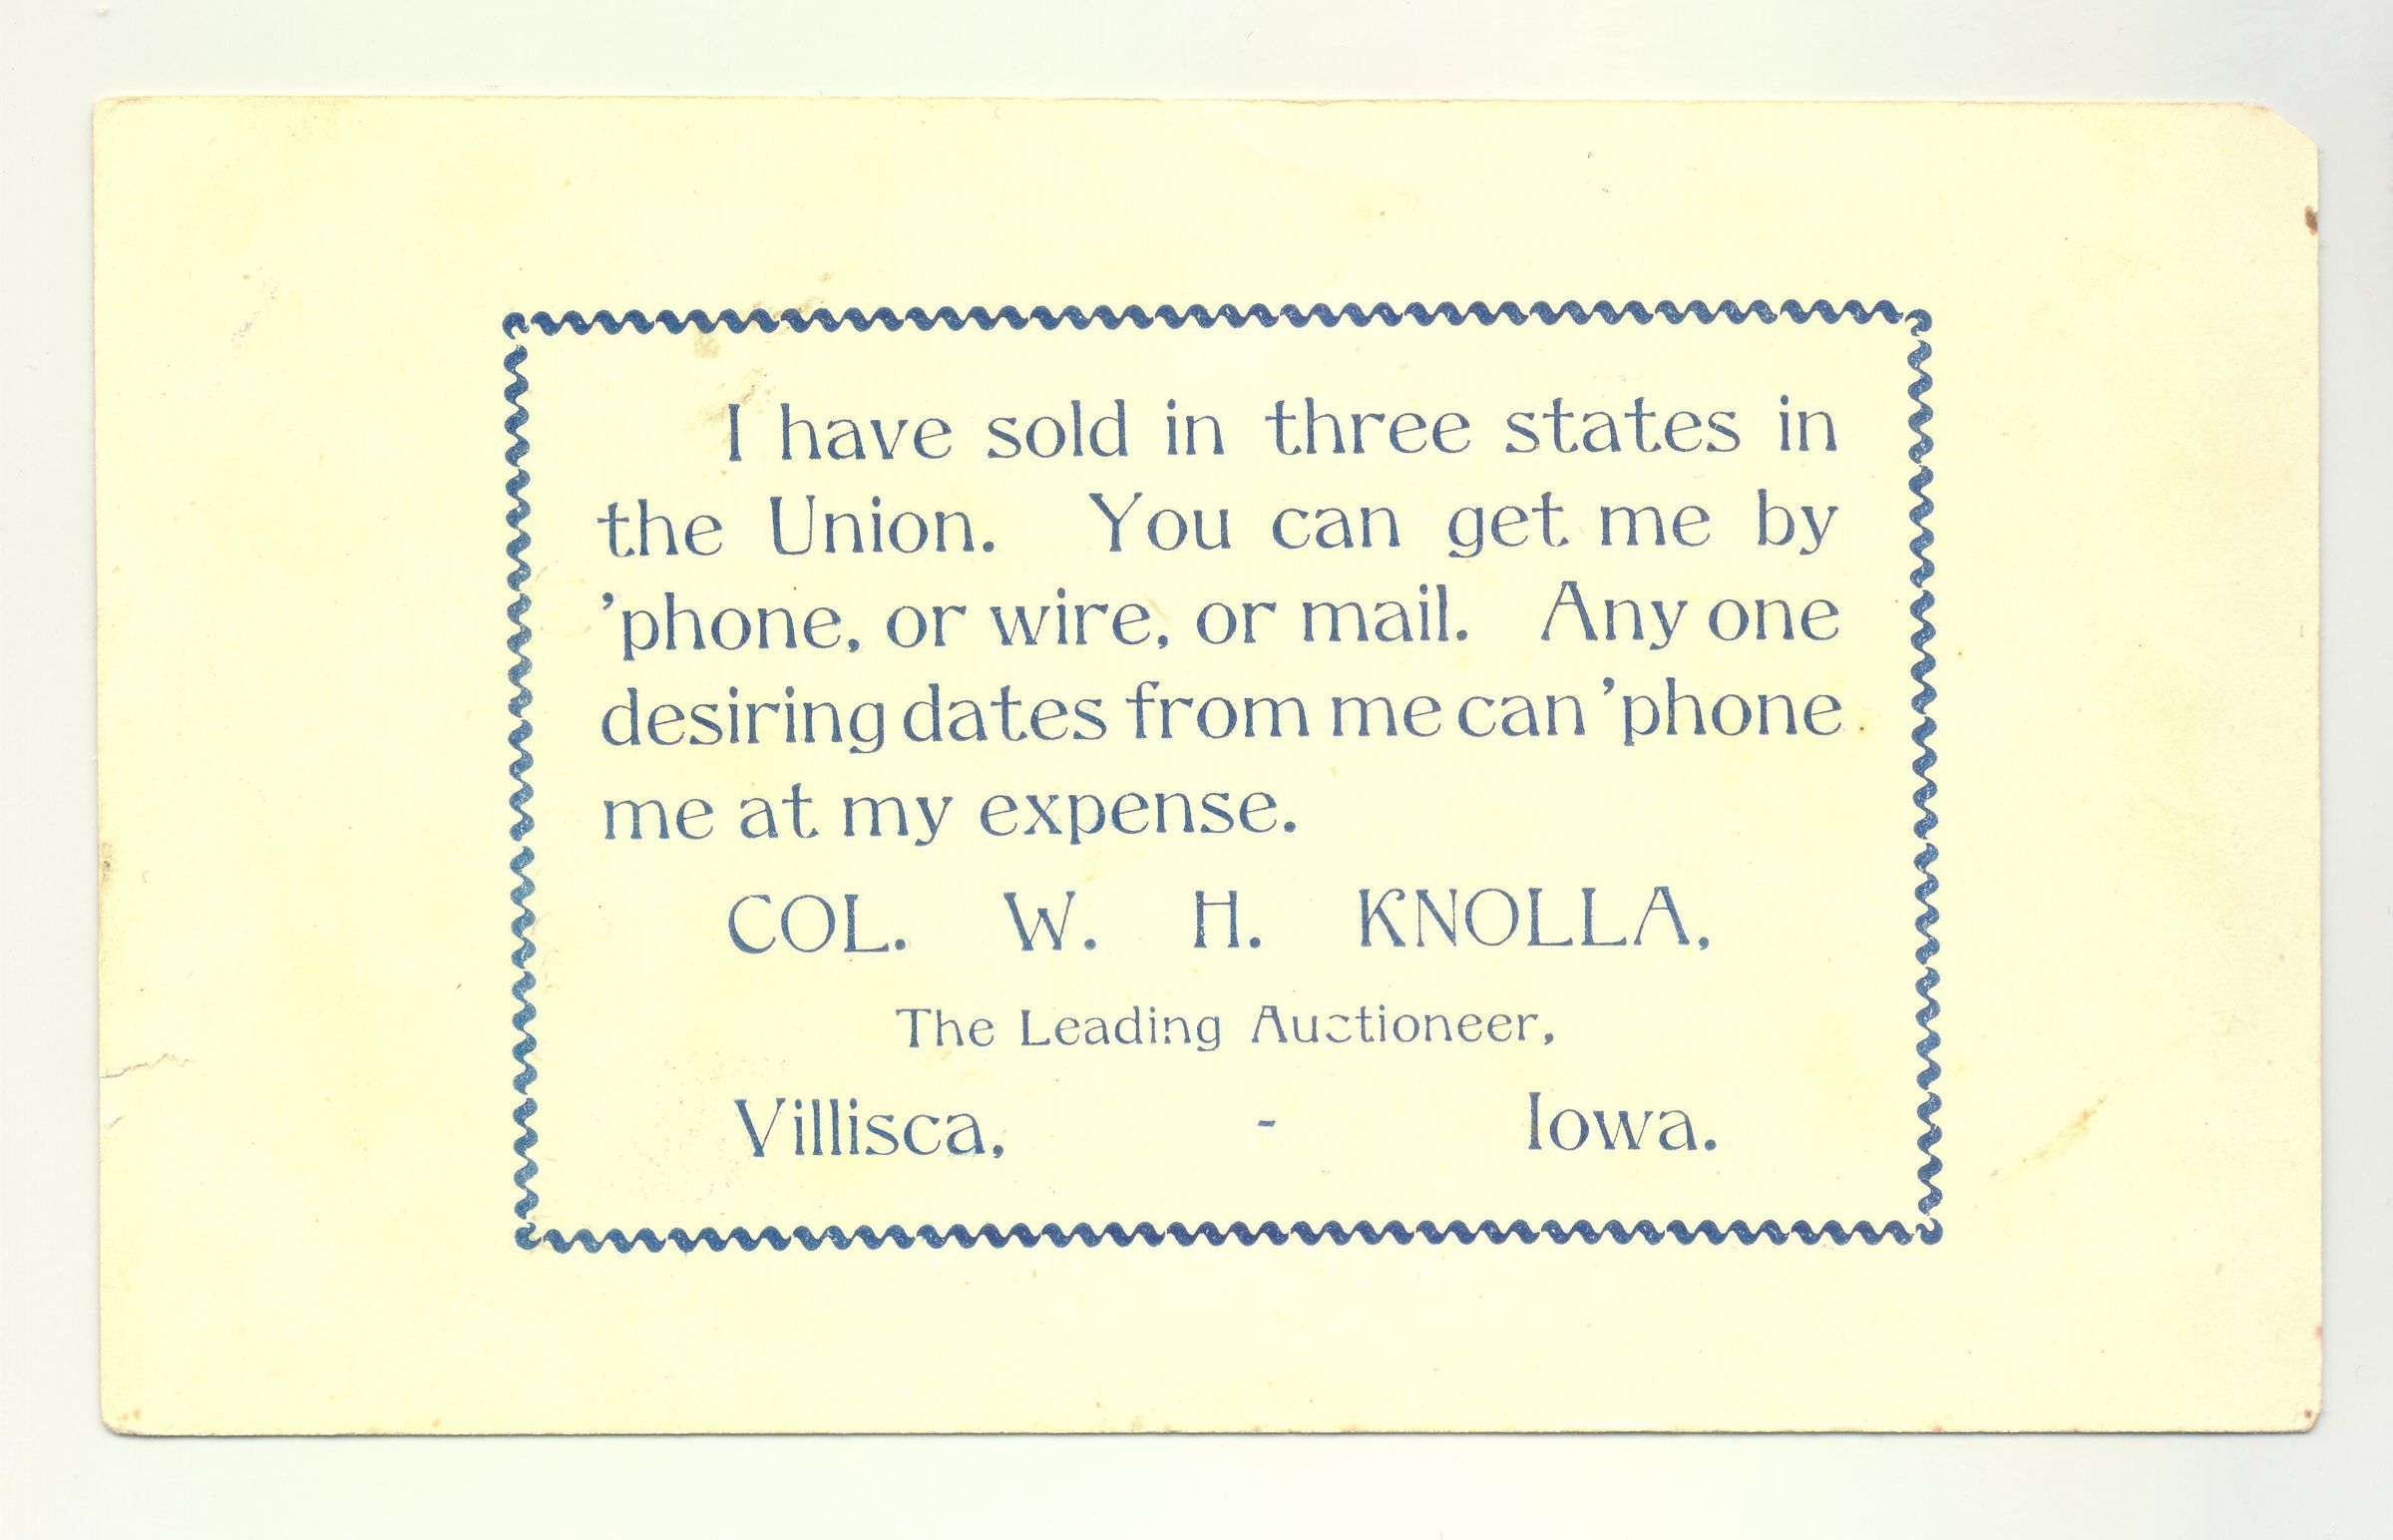 I have sold in three states in
the Union. You can get me by
’phone, or wire, or mail. Any one
desiring dates from me can ’phone
me at my expense.
COL. W. H. KNOLLA,
The Leading Auctioneer,
Villisca, - Iowa.